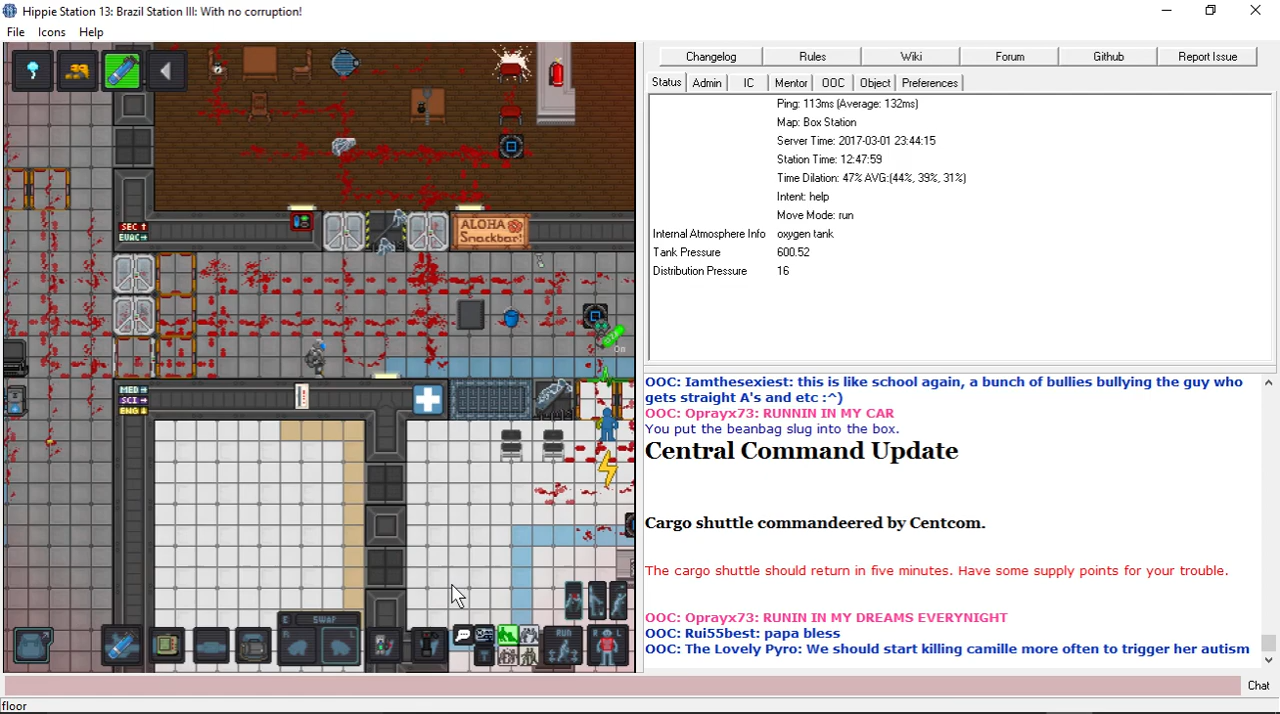 Hippie Station 13: Brazil Station III: With no corruption!
File Icons Help
Changelog Rules Wiki Forum Github Report Issue
Status Admin IC Mentor OOC Object Preferences
Ping: 113ms (Average: 132ms)
Map: Box Station
Server Time: 2017-03-01 23:44:15
Station Time: 12:47:59
Time Dilation: 47% AVG:(44%, 39%, 31%)
Intent: help
Move Mode: run
Internal Atmosphere Info oxygen tank
Tank Pressure 600.52
Distribution Pressure 16
SEC
EVAC
ALOHA
Snackbar!
On
MED
SCI
ENG
E SWAP
R L
RUN
R L
OOC: Iamthesexiest: this is like school again, a bunch of bullies bullying the guy who
gets straight A's and etc :^)
OOC: Oprayx73: RUNNIN IN MY CAR
You put the beanbag slug into the box.
Central Command Update
Cargo shuttle commandeered by Centcom.
The cargo shuttle should return in five minutes. Have some supply points for your trouble.
OOC: Oprayx73: RUNIN IN MY DREAMS EVERYNIGHT
OOC: Rui55best: papa bless
OOC: The Lovely Pyro: We should start killing camille more often to trigger her autism
Chat
floor